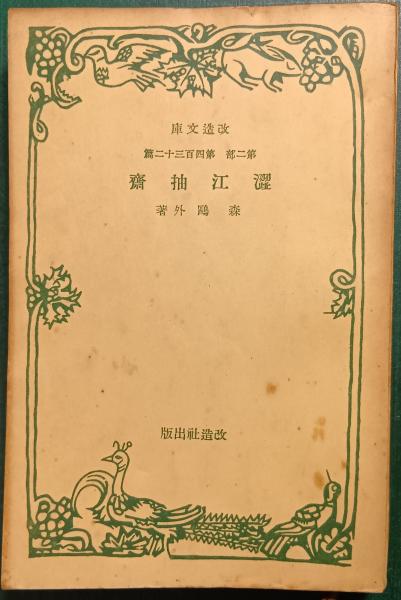 改造文庫
第二部 第四百三十二篇
澀江抽齋
森鷗外著
改造社出版